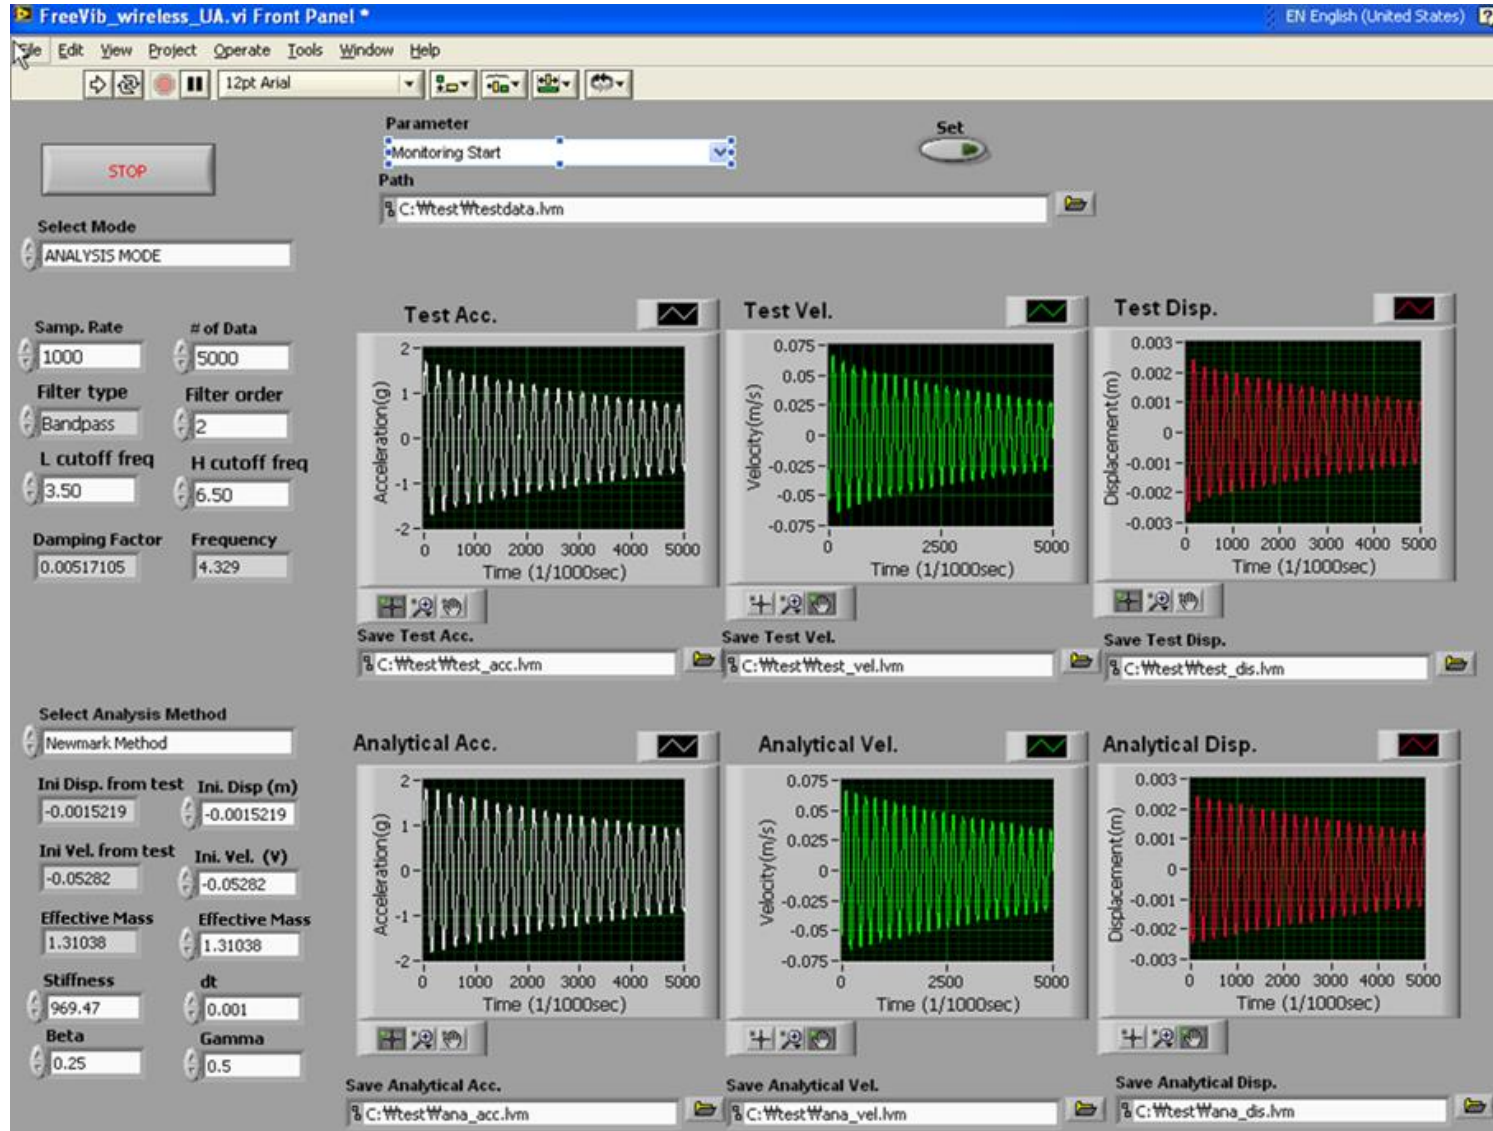 FreeVib_wireless_UA.vi Front Panel *
EN English (United States)
File Edit View Project Operate Tools Window Help
12pt Arial
Parameter
Monitoring Start
Set
STOP
Path
C:₩test₩testdata.lvm
Select Mode
ANALYSIS MODE
Samp. Rate # of Data
1000 5000
Filter type Filter order
Bandpass 2
L cutoff freq H cutoff freq
3.50 6.50
Damping Factor Frequency
0.00517105 4.329
Test Acc.
Acceleration(g)
2
1
0
-1
-2
0 1000 2000 3000 4000 5000
Time (1/1000sec)
Save Test Acc.
C:₩test₩test_acc.lvm
Test Vel.
Velocity(m/s)
0.075
0.05
0.025
0
-0.025
-0.05
-0.075
0 2500 5000
Time (1/1000sec)
Save Test Vel.
C:₩test₩test_vel.lvm
Test Disp.
Displacement(m)
0.003
0.002
0.001
0
-0.001
-0.002
-0.003
0 1000 2000 3000 4000 5000
Time (1/1000sec)
Save Test Disp.
C:₩test₩test_dis.lvm
Select Analysis Method
Newmark Method
Ini Disp. from test Ini. Disp (m)
-0.0015219 -0.0015219
Ini Vel. from test Ini. Vel. (V)
-0.05282 -0.05282
Effective Mass Effective Mass
1.31038 1.31038
Stiffness dt
969.47 0.001
Beta Gamma
0.25 0.5
Analytical Acc.
Acceleration(g)
2
1
0
-1
-2
0 1000 2000 3000 4000 5000
Time (1/1000sec)
Save Analytical Acc.
C:₩test₩ana_acc.lvm
Analytical Vel.
Velocity(m/s)
0.075
0.05
0.025
0
-0.025
-0.05
-0.075
0 2500 5000
Time (1/1000sec)
Save Analytical Vel.
C:₩test₩ana_vel.lvm
Analytical Disp.
Displacement(m)
0.003
0.002
0.001
0
-0.001
-0.002
-0.003
0 1000 2000 3000 4000 5000
Time (1/1000sec)
Save Analytical Disp.
C:₩test₩ana_dis.lvm